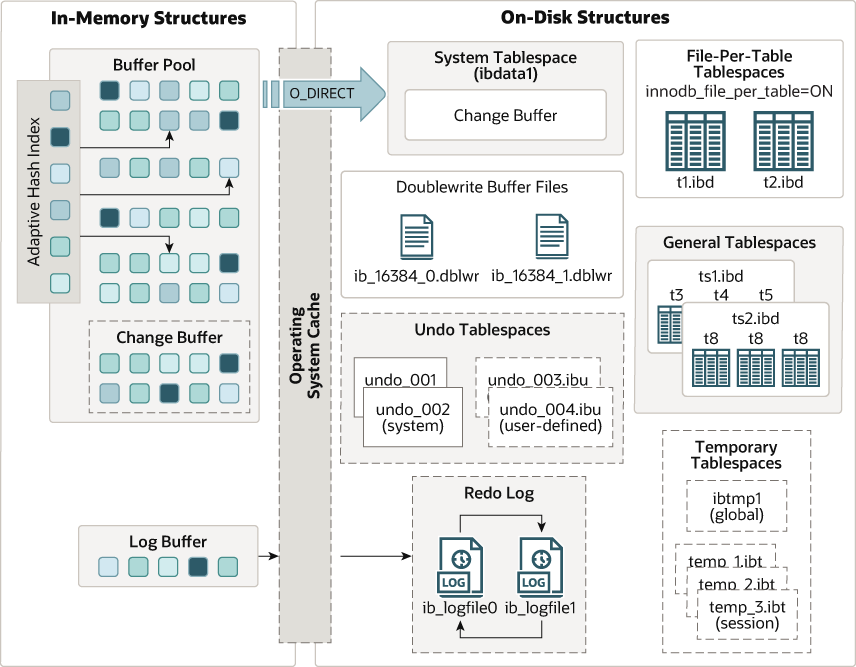 In-Memory Structures
Buffer Pool
Adaptive Hash Index
Change Buffer
Log Buffer
Operating
System Cache
O_DIRECT
On-Disk Structures
System Tablespace
(ibdata1)
Change Buffer
Doublewrite Buffer Files
ib_16384_0.dblwr
ib_16384_1.dblwr
Undo Tablespaces
undo_001
undo_002
(system)
undo_003.ibu
undo_004.ibu
(user-defined)
Redo Log
LOG
LOG
ib_logfile0
ib_logfile1
File-Per-Table
Tablespaces
innodb_file_per_table=ON
t1.ibd
t2.ibd
General Tablespaces
ts1.ibd
t3
t4
t5
ts2.ibd
t8
t8
t8
Temporary
Tablespaces
ibtmp1
(global)
temp_1.ibt
temp_2.ibt
temp_3.ibt
(session)